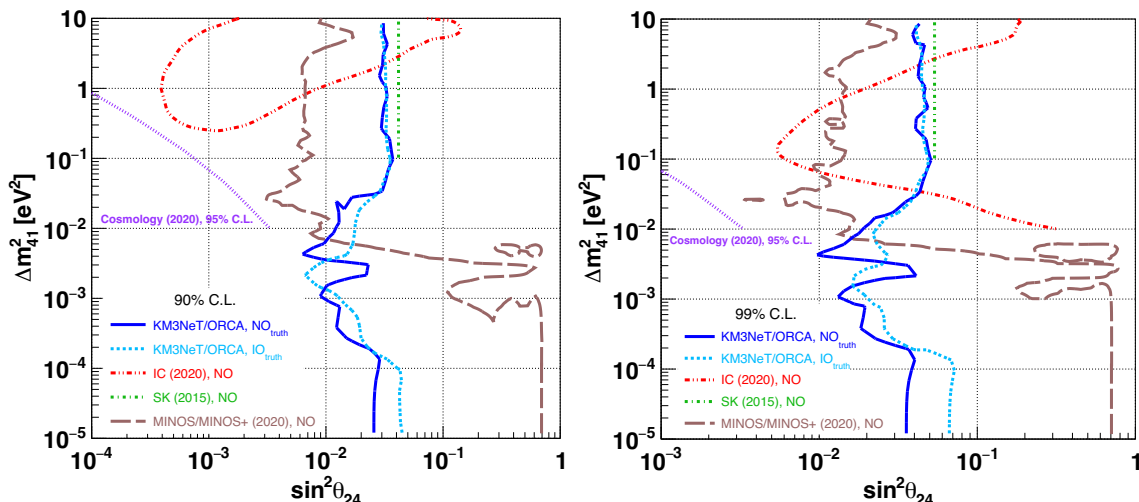 10
1
10⁻¹
10⁻²
10⁻³
10⁻⁴
10⁻⁵
Δm²₄₁ [eV²]
Cosmology (2020), 95% C.L.
90% C.L.
KM3NeT/ORCA, NO_truth
KM3NeT/ORCA, IO_truth
IC (2020), NO
SK (2015), NO
MINOS/MINOS+ (2020), NO
10⁻⁴ 10⁻³ 10⁻² 10⁻¹ 1
sin²θ₂₄
10
1
10⁻¹
10⁻²
10⁻³
10⁻⁴
10⁻⁵
Δm²₄₁ [eV²]
Cosmology (2020), 95% C.L.
99% C.L.
KM3NeT/ORCA, NO_truth
KM3NeT/ORCA, IO_truth
IC (2020), NO
SK (2015), NO
MINOS/MINOS+ (2020), NO
10⁻³ 10⁻² 10⁻¹ 1
sin²θ₂₄